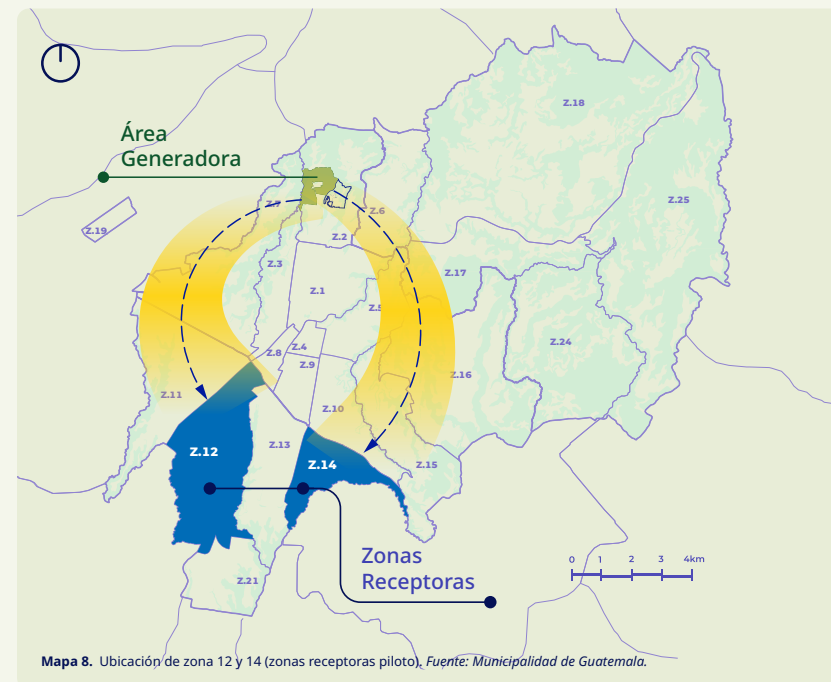 Área
Generadora
Z.18
Z.25
Z.19
Z.7
Z.6
Z.2
Z.3
Z.17
Z.1
Z.5
Z.24
Z.8
Z.4
Z.9
Z.16
Z.11
Z.10
Z.12
Z.13
Z.14
Z.15
Zonas
Receptoras
0 1 2 3 4km
Z.21
Mapa 8. Ubicación de zona 12 y 14 (zonas receptoras piloto). Fuente: Municipalidad de Guatemala.